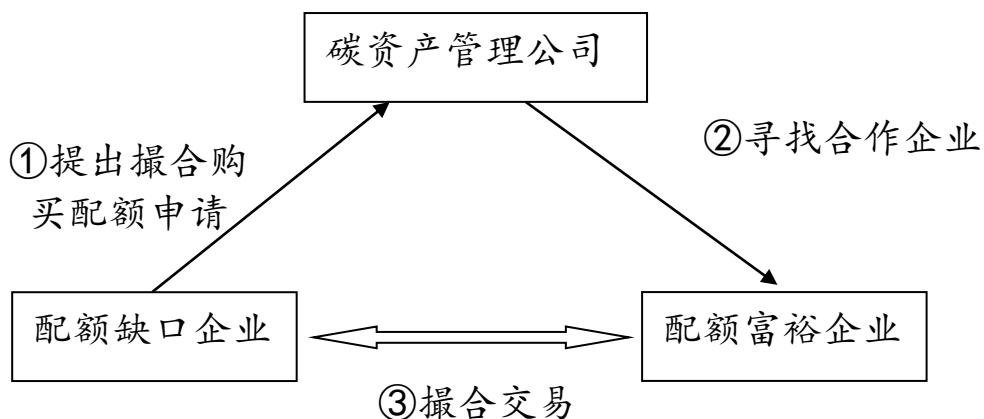 碳资产管理公司
①提出撮合购
买配额申请
②寻找合作企业
配额缺口企业
配额富裕企业
③撮合交易